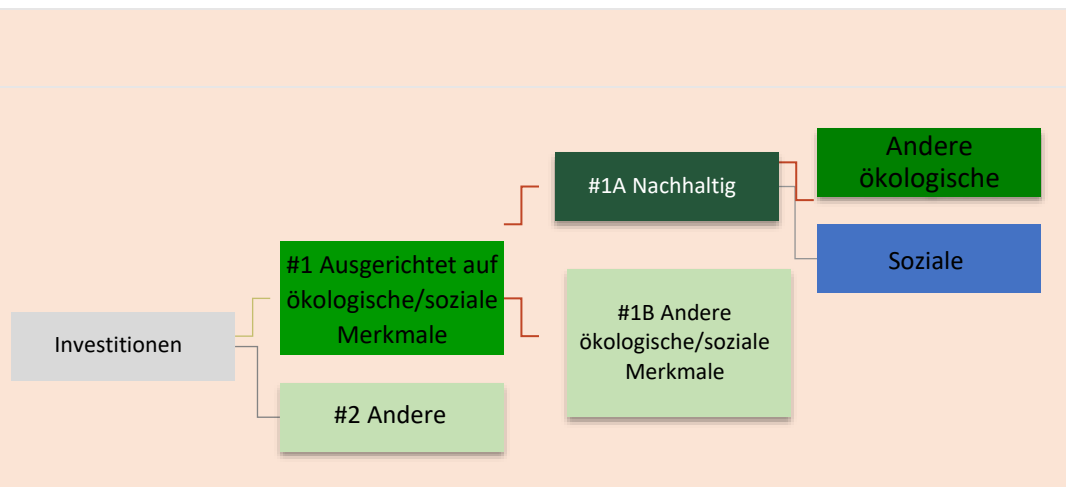 Investitionen
#1 Ausgerichtet auf
ökologische/soziale
Merkmale
#2 Andere
#1A Nachhaltig
#1B Andere
ökologische/soziale
Merkmale
Andere
ökologische
Soziale